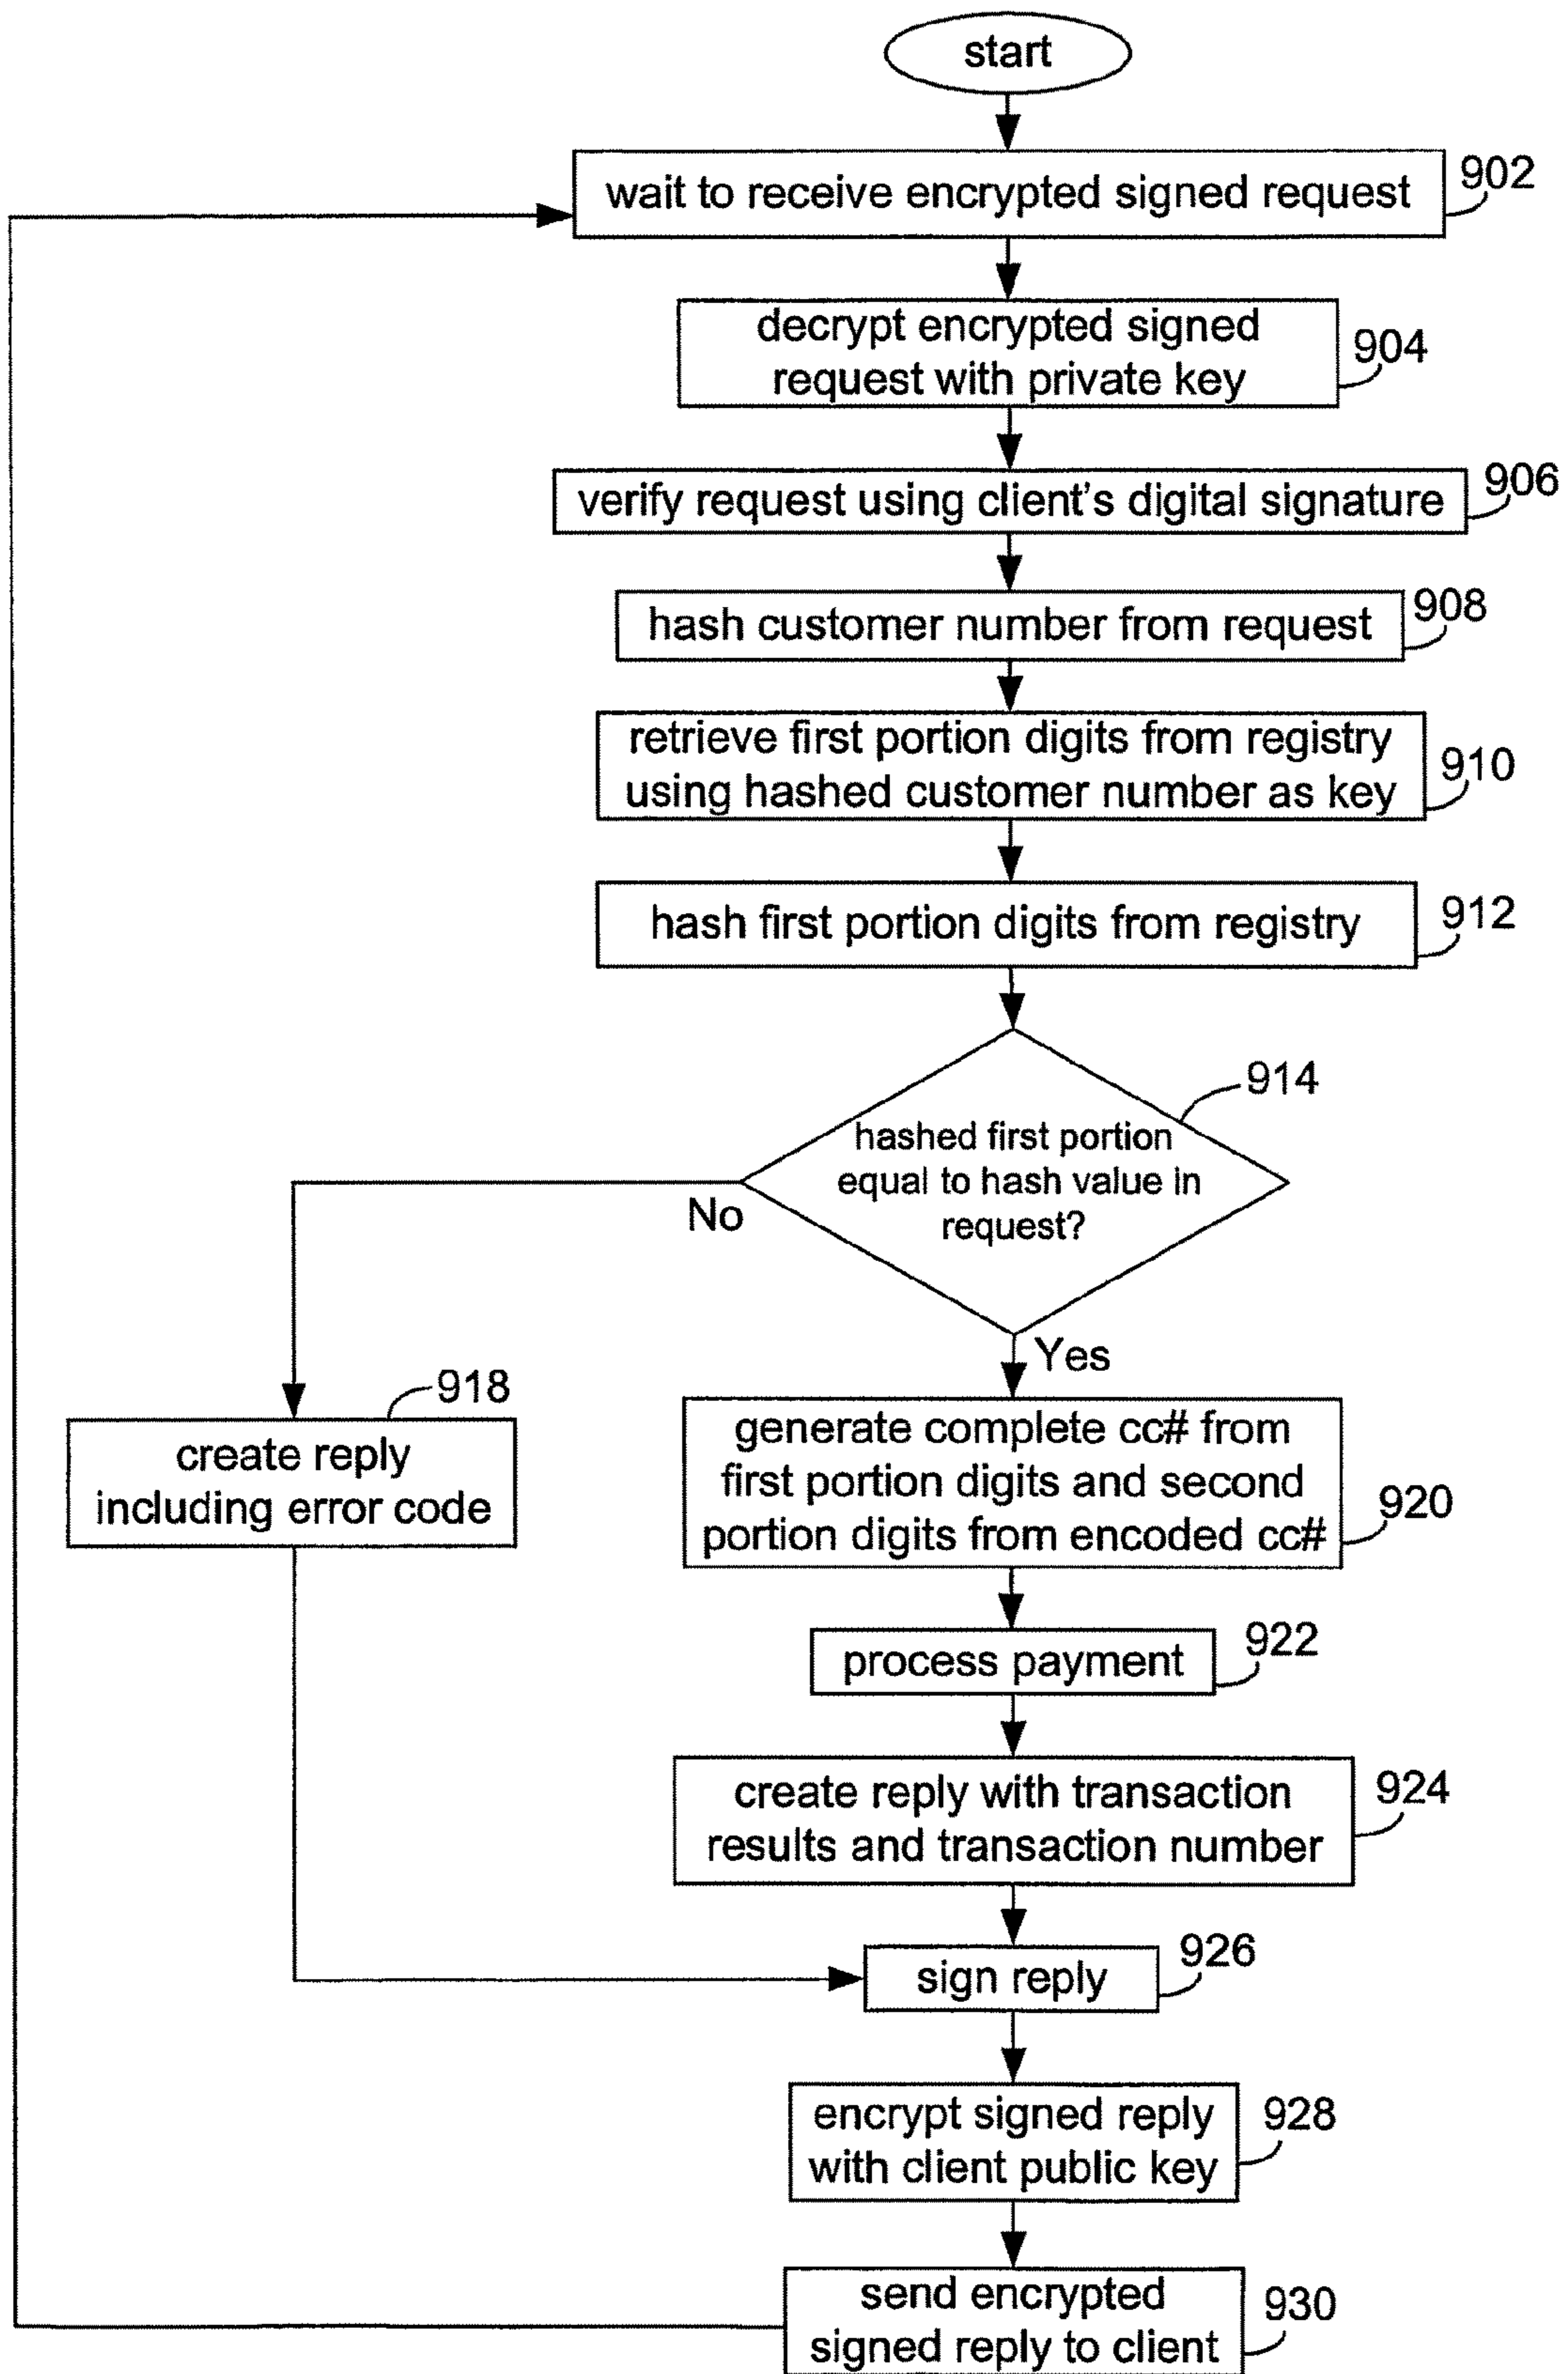 start
wait to receive encrypted signed request
902
decrypt encrypted signed
request with private key
904
verify request using client's digital signature
906
hash customer number from request
908
retrieve first portion digits from registry
using hashed customer number as key
910
hash first portion digits from registry
912
914
hashed first portion
equal to hash value in
request?
No
Yes
918
create reply
including error code
generate complete cc# from
first portion digits and second
portion digits from encoded cc#
920
process payment
922
create reply with transaction
results and transaction number
924
sign reply
926
encrypt signed reply
with client public key
928
send encrypted
signed reply to client
930